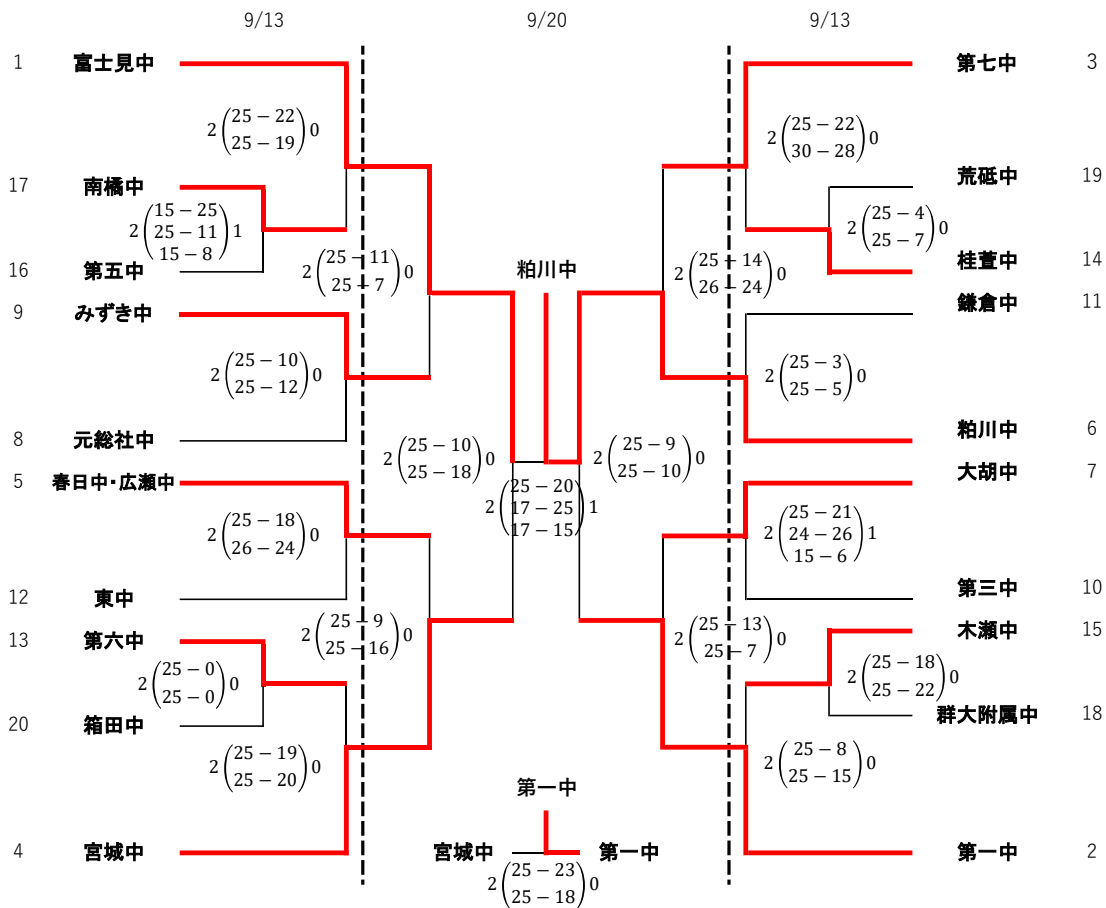 9/13 9/20 9/13
1 富士見中 第七中 3
2(25 − 22 25 − 19)0
2(25 − 22 30 − 28)0
17 南橘中 荒砥中 19
2(15 − 25 25 − 11 15 − 8)1
2(25 − 4 25 − 7)0
16 第五中 桂萱中 14
2(25 − 11 25 − 7)0
粕川中
2(25 − 14 26 − 24)0
9 みずき中 鎌倉中 11
2(25 − 10 25 − 12)0
2(25 − 3 25 − 5)0
8 元総社中 粕川中 6
2(25 − 10 25 − 18)0
2(25 − 9 25 − 10)0
5 春日中・広瀬中 大胡中 7
2(25 − 20 17 − 25 17 − 15)1
2(25 − 18 26 − 24)0
2(25 − 21 24 − 26 15 − 6)1
12 東中 第三中 10
2(25 − 9 25 − 16)0
2(25 − 13 25 − 7)0
13 第六中 木瀬中 15
2(25 − 0 25 − 0)0
2(25 − 18 25 − 22)0
20 箱田中 群大附属中 18
2(25 − 19 25 − 20)0
2(25 − 8 25 − 15)0
第一中
4 宮城中 宮城中 第一中 第一中 2
2(25 − 23 25 − 18)0